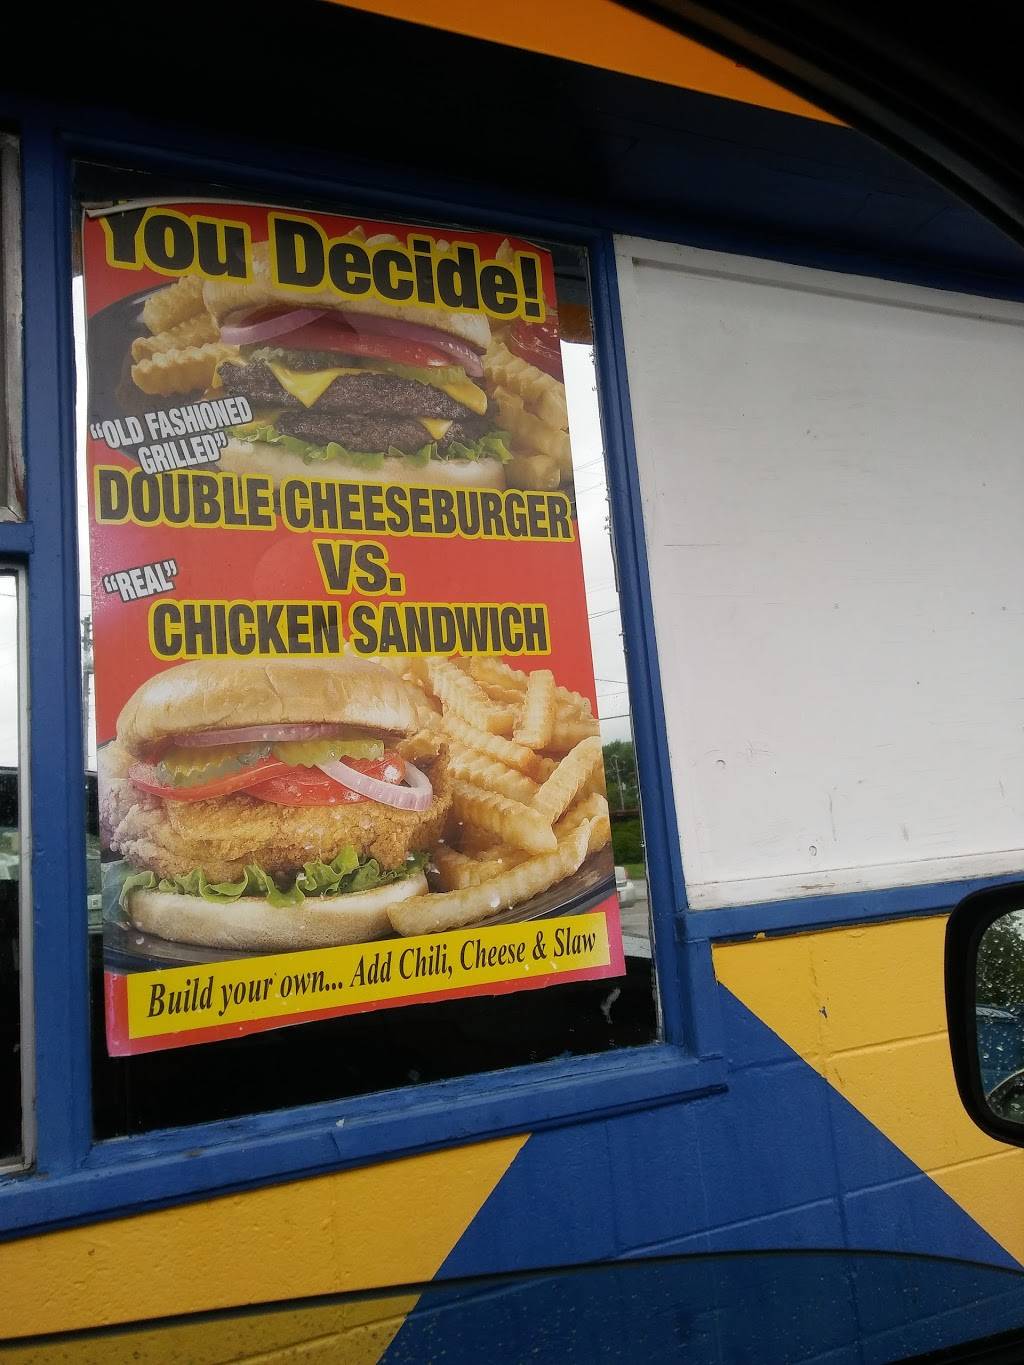 You Decide!
"OLD FASHIONED
GRILLED"
DOUBLE CHEESEBURGER
VS.
"REAL"
CHICKEN SANDWICH
Build your own... Add Chili, Cheese & Slaw